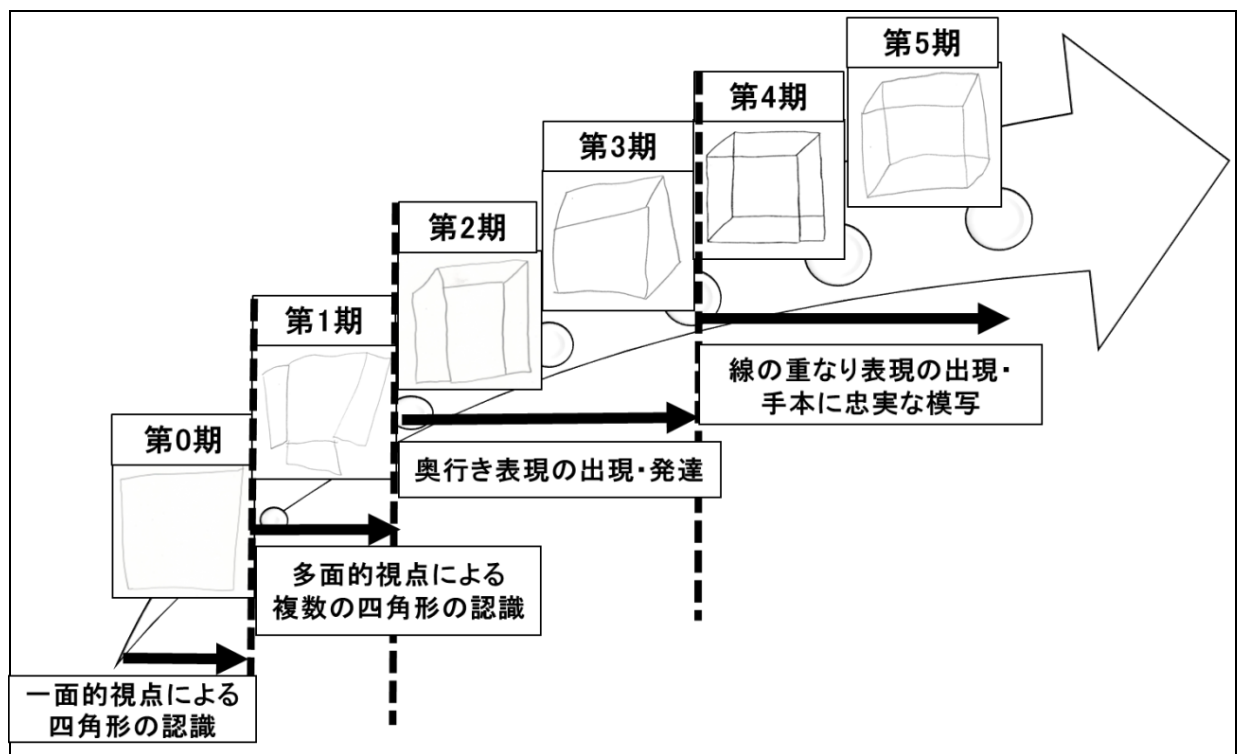 第5期
第4期
第3期
第2期
第1期
第0期
線の重なり表現の出現・
手本に忠実な模写
奥行き表現の出現・発達
多面的視点による
複数の四角形の認識
一面的視点による
四角形の認識